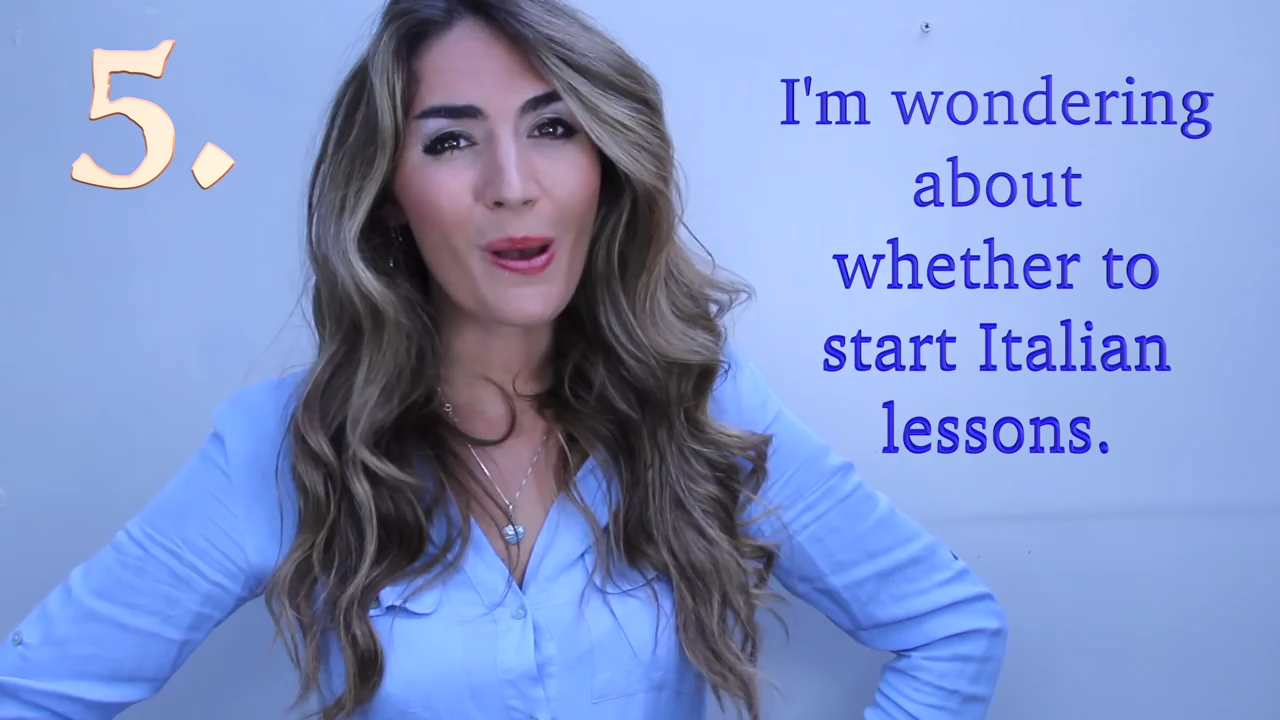 5.
I'm wondering
about
whether to
start Italian
lessons.